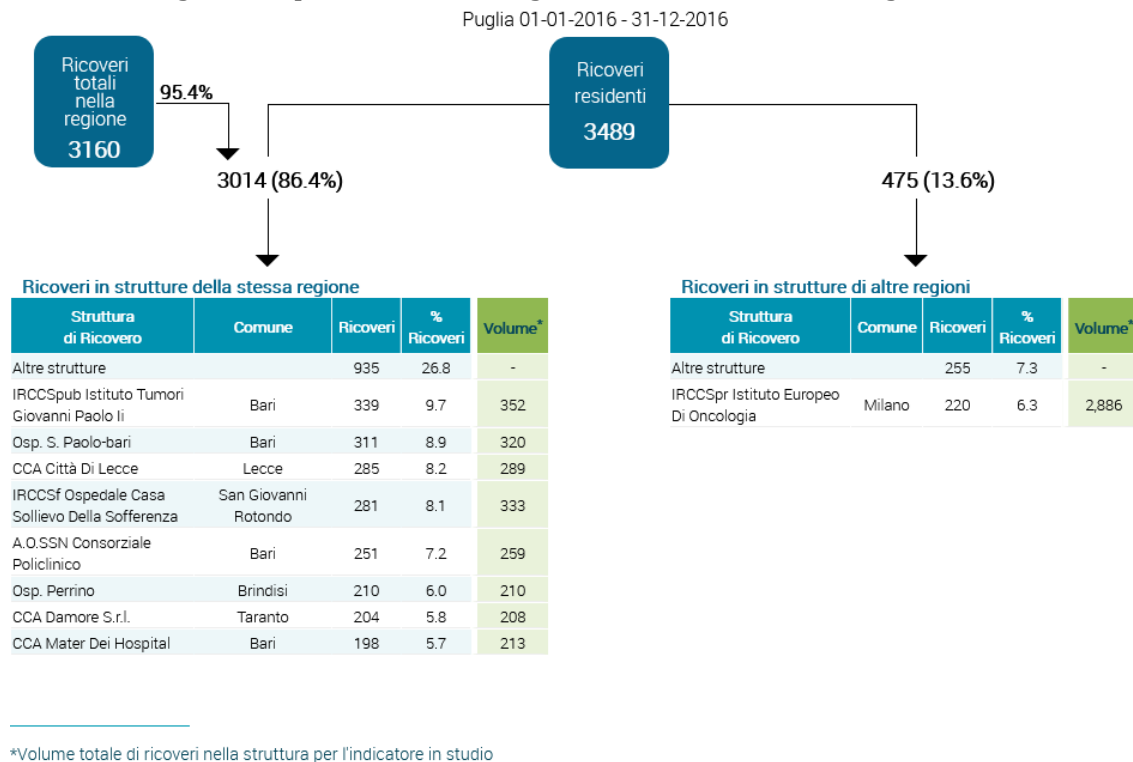 Puglia 01-01-2016 - 31-12-2016
Ricoveri
totali
nella
regione
3160
95.4%
Ricoveri
residenti
3489
3014 (86.4%)
475 (13.6%)
Ricoveri in strutture della stessa regione
Struttura
di Ricovero
Comune
Ricoveri
%
Ricoveri
Volume*
Altre strutture 935 26.8 -
IRCCSpub Istituto Tumori
Giovanni Paolo Ii
Bari 339 9.7 352
Osp. S. Paolo-bari Bari 311 8.9 320
CCA Città Di Lecce Lecce 285 8.2 289
IRCCSf Ospedale Casa
Sollievo Della Sofferenza
San Giovanni
Rotondo
281 8.1 333
A.O.SSN Consorziale
Policlinico
Bari 251 7.2 259
Osp. Perrino Brindisi 210 6.0 210
CCA Damore S.r.l. Taranto 204 5.8 208
CCA Mater Dei Hospital Bari 198 5.7 213
Ricoveri in strutture di altre regioni
Struttura
di Ricovero
Comune
Ricoveri
%
Ricoveri
Volume*
Altre strutture 255 7.3 -
IRCCSpr Istituto Europeo
Di Oncologia
Milano 220 6.3 2,886
*Volume totale di ricoveri nella struttura per l'indicatore in studio